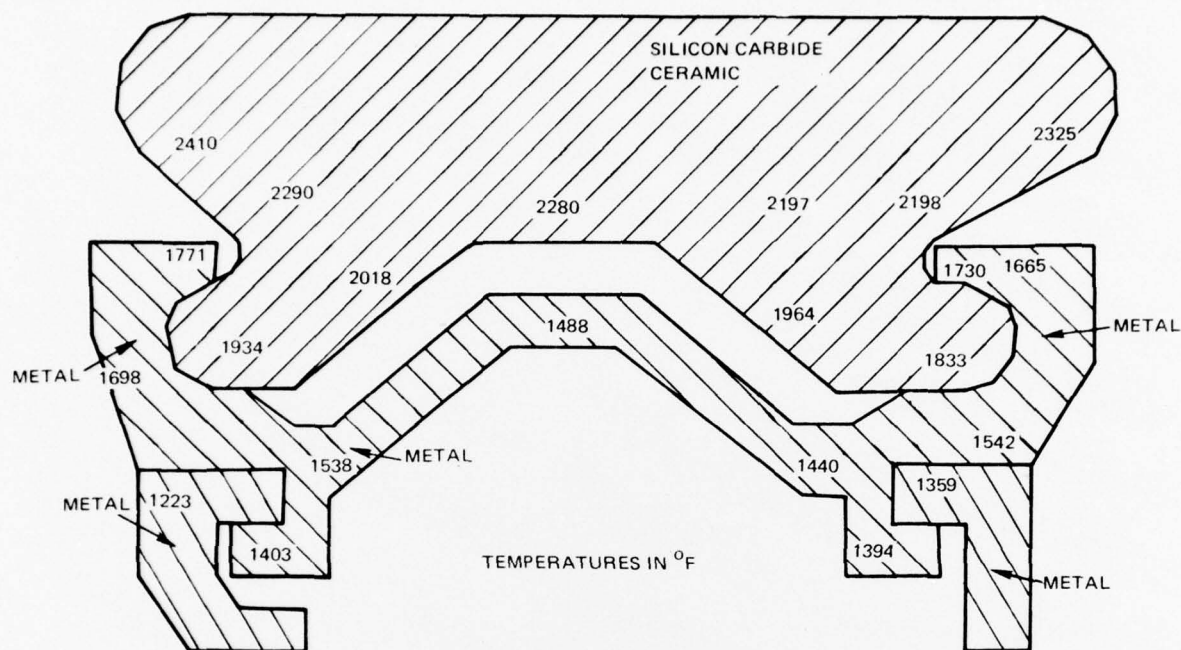 SILICON CARBIDE
CERAMIC
2410
2325
2290
2280
2197
2198
1771
2018
1730
1665
1964
1488
METAL
1934
1833
METAL
1698
1538
METAL
1440
1542
1223
METAL
1359
1403
TEMPERATURES IN °F
1394
METAL